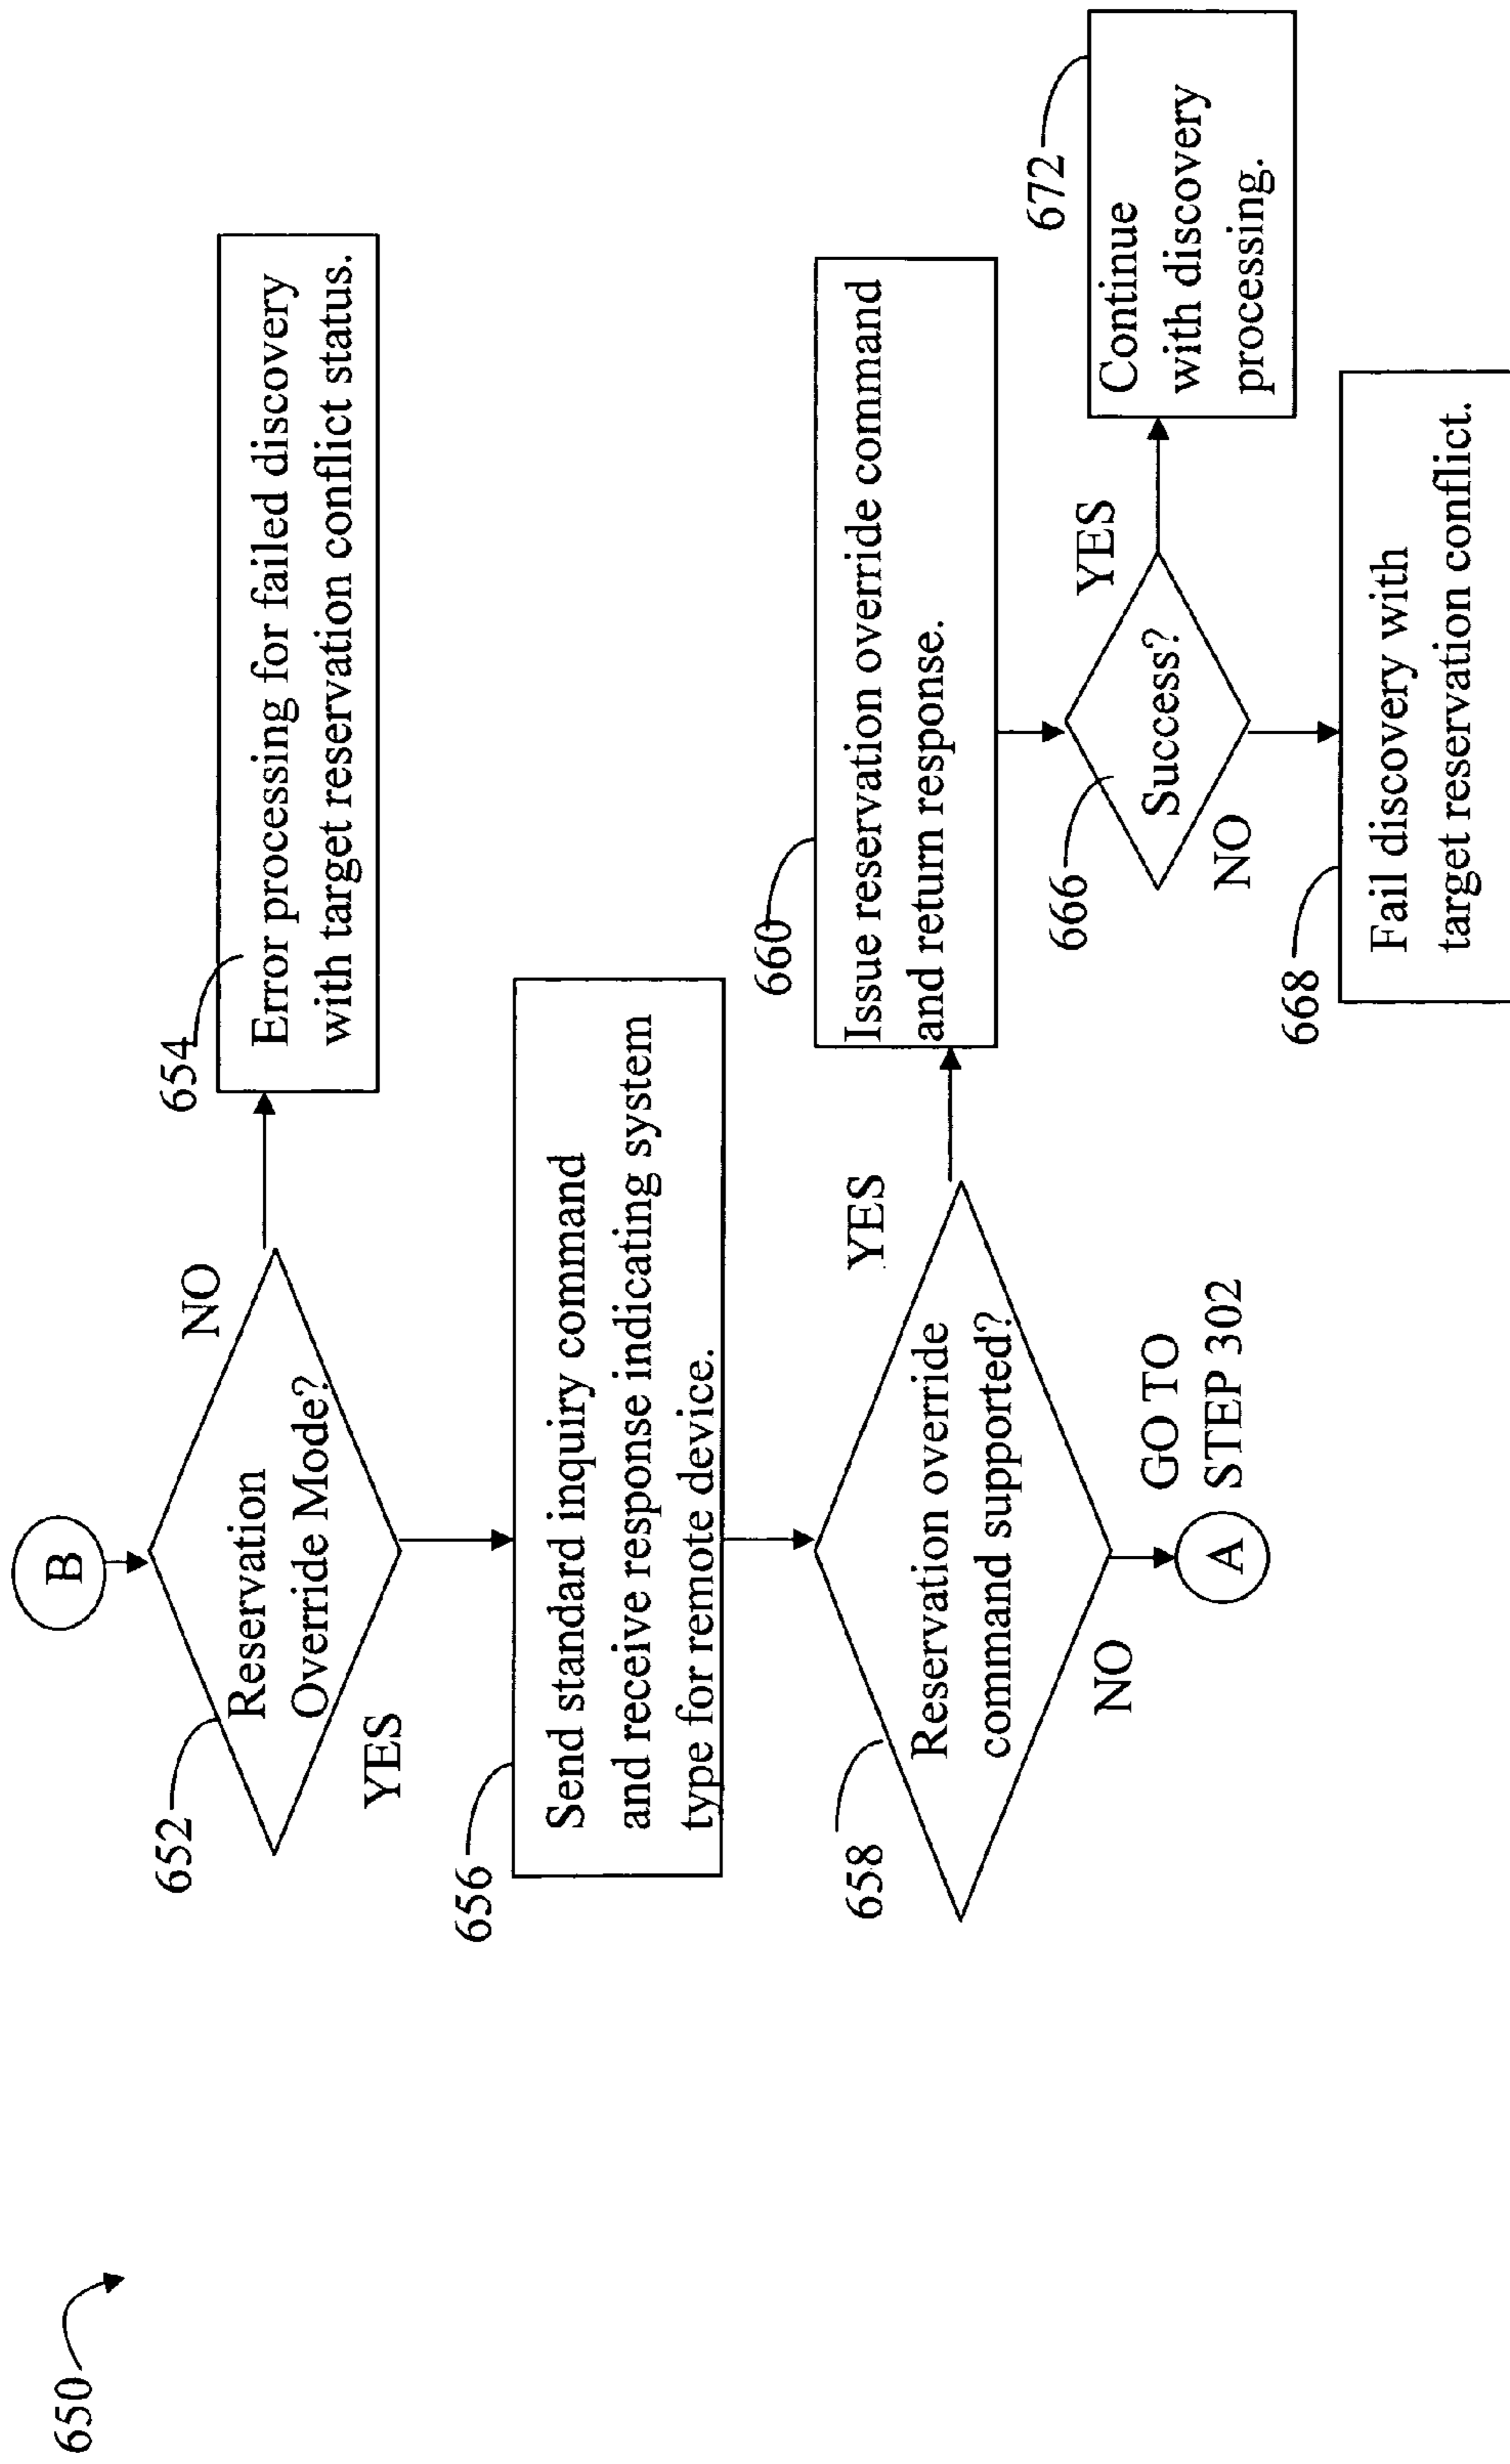 650
B
652
Reservation
Override Mode?
NO
YES
654
Error processing for failed discovery
with target reservation conflict status.
656
Send standard inquiry command
and receive response indicating system
type for remote device.
658
Reservation override
command supported?
YES
NO
A
GO TO
STEP 302
660
Issue reservation override command
and return response.
666
Success?
YES
NO
672
Continue
with discovery
processing.
668
Fail discovery with
target reservation conflict.